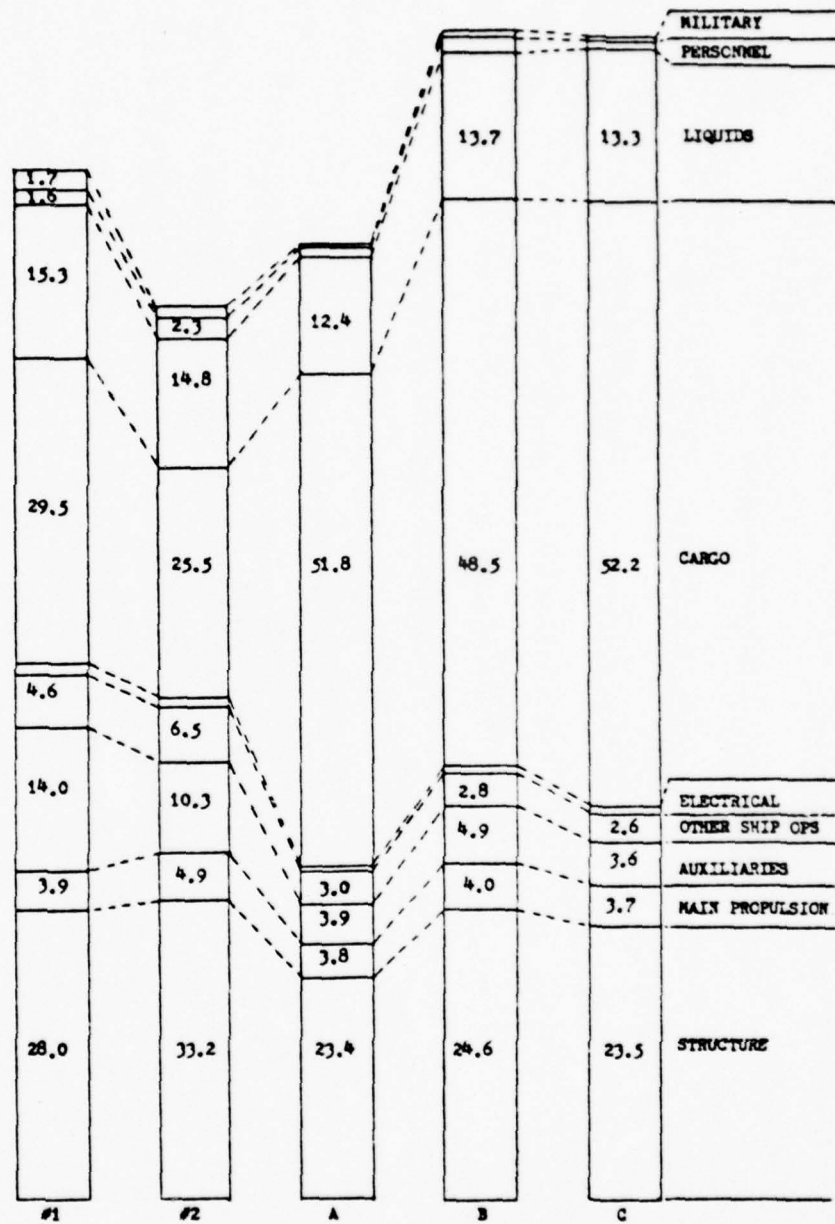 MILITARY
PERSONNEL
13.7 13.3 LIQUIDS
1.7
1.6
15.3
2.3 12.4
14.8
29.5
25.5 51.8 48.5 52.2 CARGO
4.6
6.5
14.0 2.8 ELECTRICAL
10.3 4.9 2.6 OTHER SHIP OPS
3.9 4.9 3.0 4.0 3.6 AUXILIARIES
3.9 3.7 MAIN PROPULSION
3.8
28.0 33.2 23.4 24.6 23.5 STRUCTURE
#1 #2 A B C